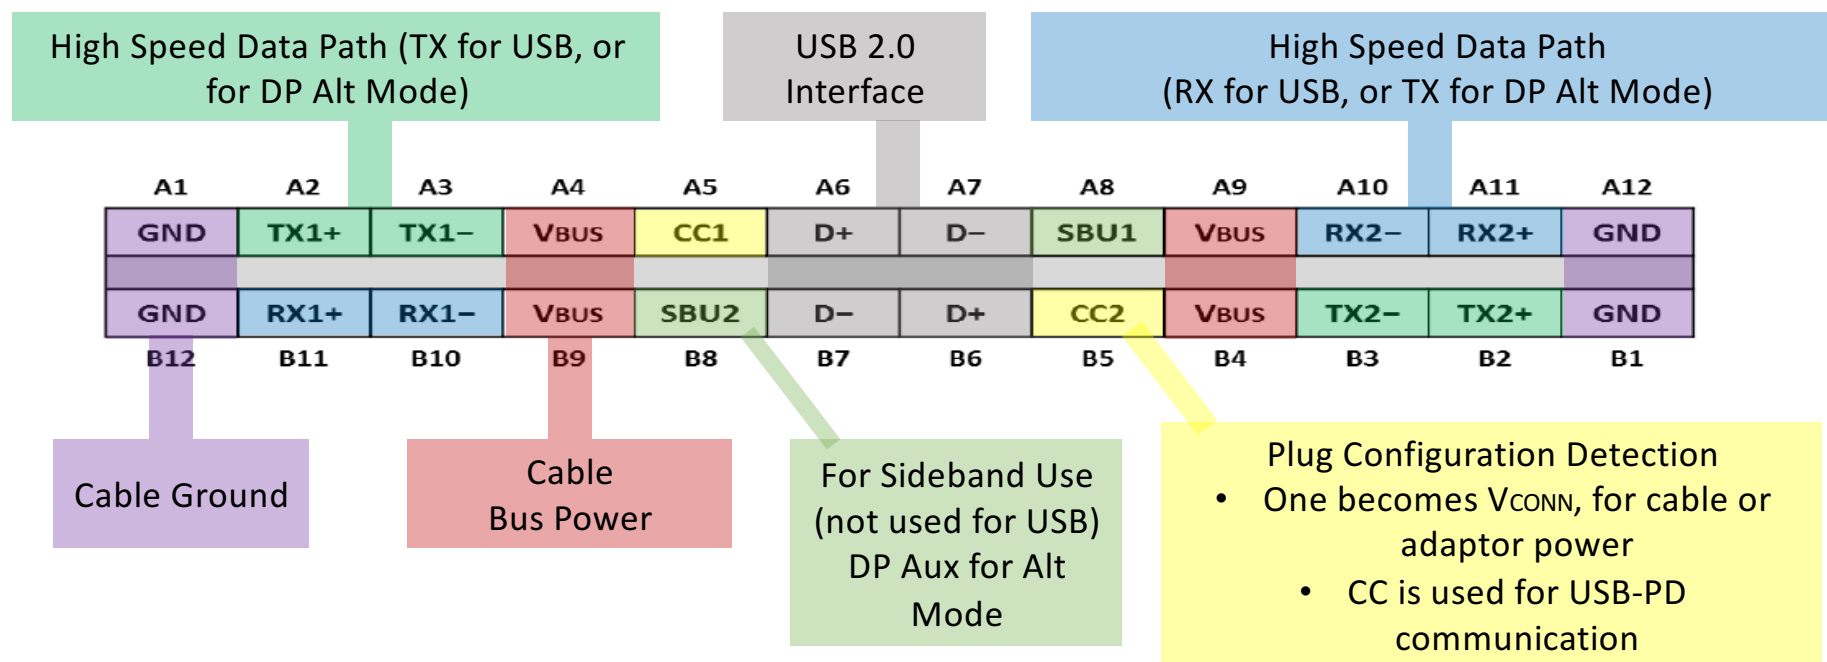 High Speed Data Path (TX for USB, or
for DP Alt Mode)
USB 2.0
Interface
High Speed Data Path
(RX for USB, or TX for DP Alt Mode)
A1 A2 A3 A4 A5 A6 A7 A8 A9 A10 A11 A12
GND TX1+ TX1− VBUS CC1 D+ D− SBU1 VBUS RX2− RX2+ GND
GND RX1+ RX1− VBUS SBU2 D− D+ CC2 VBUS TX2− TX2+ GND
B12 B11 B10 B9 B8 B7 B6 B5 B4 B3 B2 B1
Cable Ground
Cable
Bus Power
For Sideband Use
(not used for USB)
DP Aux for Alt
Mode
Plug Configuration Detection
• One becomes VCONN, for cable or
adaptor power
• CC is used for USB-PD
communication